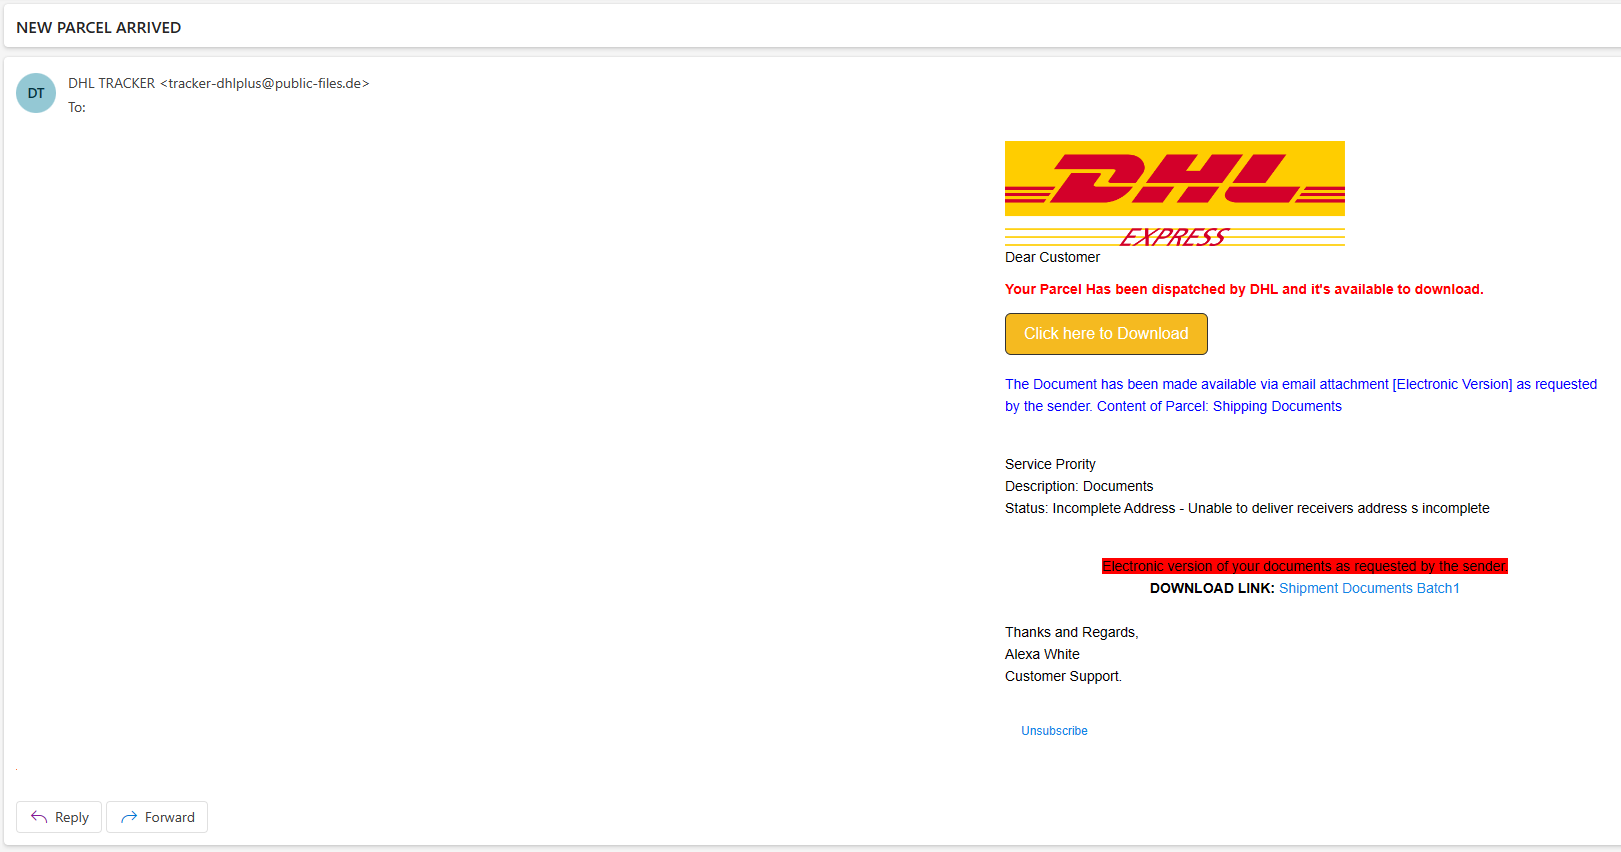 NEW PARCEL ARRIVED
DT
DHL TRACKER <tracker-dhlplus@public-files.de>
To:
DHL
EXPRESS
Dear Customer
Your Parcel Has been dispatched by DHL and it's available to download.
Click here to Download
The Document has been made available via email attachment [Electronic Version] as requested
by the sender. Content of Parcel: Shipping Documents
Service Prority
Description: Documents
Status: Incomplete Address - Unable to deliver receivers address s incomplete
Electronic version of your documents as requested by the sender.
DOWNLOAD LINK: Shipment Documents Batch1
Thanks and Regards,
Alexa White
Customer Support.
Unsubscribe
.
Reply Forward